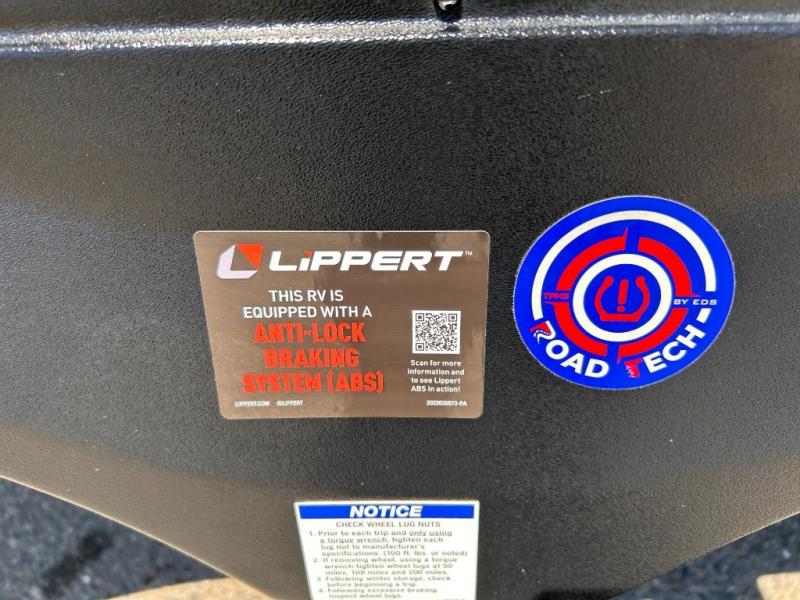 LiPPERT™
THIS RV IS
EQUIPPED WITH A
ANTI-LOCK
BRAKING
SYSTEM (ABS)
Scan for more
information and
to see Lippert
ABS in action!
LIPPERT.COM @LIPPERT
TPMS
BY EDS
ROAD TECH
NOTICE
CHECK WHEEL LUG NUTS
1. Prior to each trip and only using
a torque wrench, tighten each
lug nut to manufacturer's
specifications. (100 ft. lbs. or noted)
2. If removing wheel, using a torque
wrench tighten wheel lugs at 50
miles, 100 miles and 200 miles.
3. Following winter storage, check
before beginning a trip.
4. Following excessive braking
inspect wheel lugs.